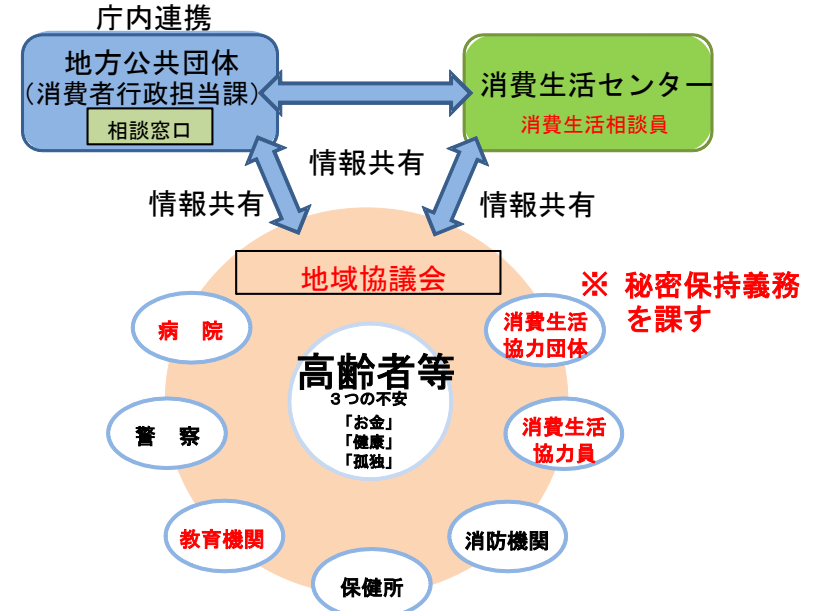 庁内連携
地方公共団体
(消費者行政担当課)
相談窓口
消費生活センター
消費生活相談員
情報共有
情報共有
情報共有
地域協議会
※ 秘密保持義務
を課す
病 院
消費生活
協力団体
高齢者等
３つの不安
「お金」
「健康」
「孤独」
警 察
消費生活
協力員
教育機関
消防機関
保健所